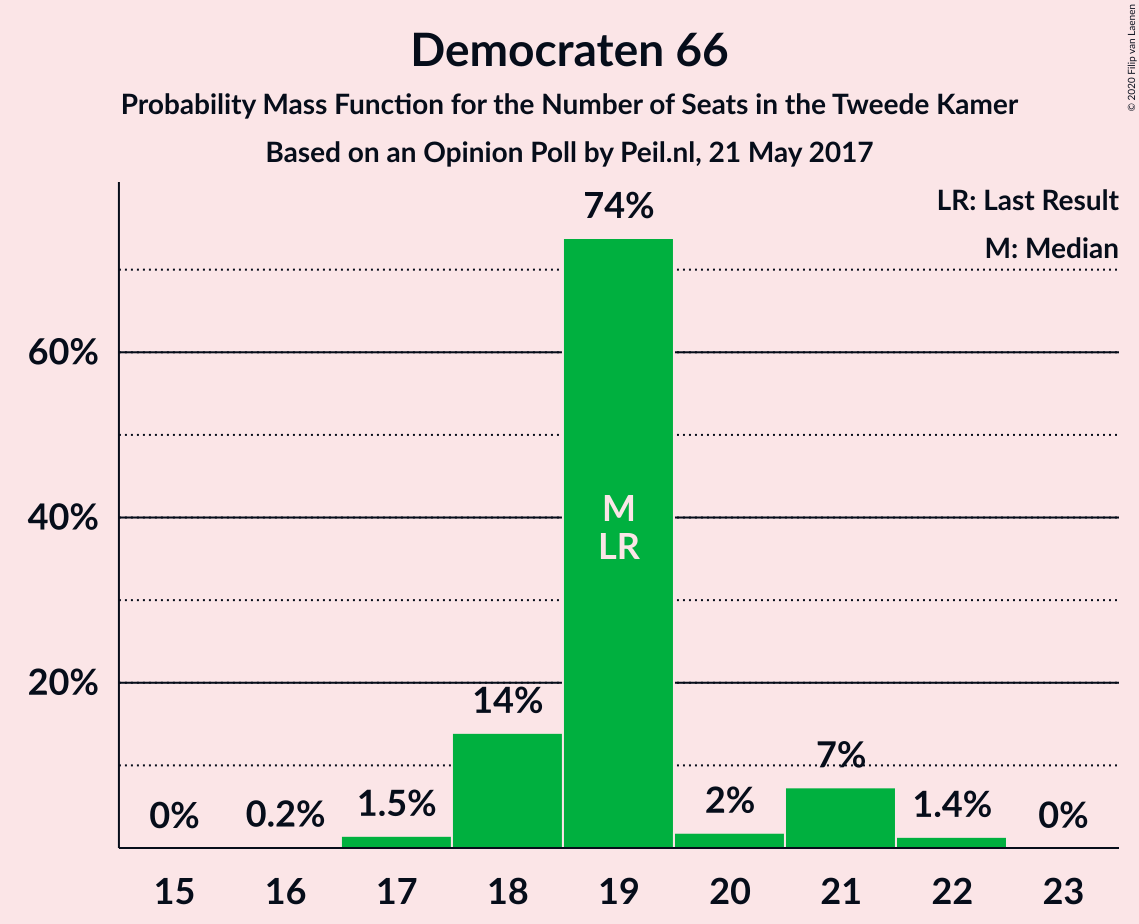 Democraten 66
Probability Mass Function for the Number of Seats in the Tweede Kamer
Based on an Opinion Poll by Peil.nl, 21 May 2017
© 2020 Filip van Laenen
LR: Last Result
M: Median
60%
40%
20%
0%
0.2%
1.5%
14%
74%
M
LR
2%
7%
1.4%
0%
15 16 17 18 19 20 21 22 23